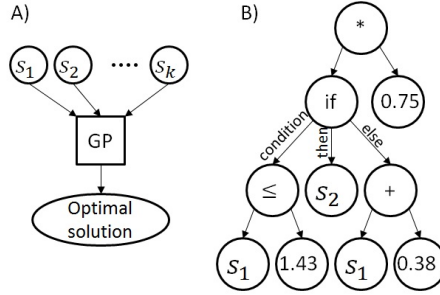 A)
S₁ S₂ .... Sₖ
GP
Optimal
solution
B)
*
if 0.75
condition then else
≤ S₂ +
S₁ 1.43 S₁ 0.38